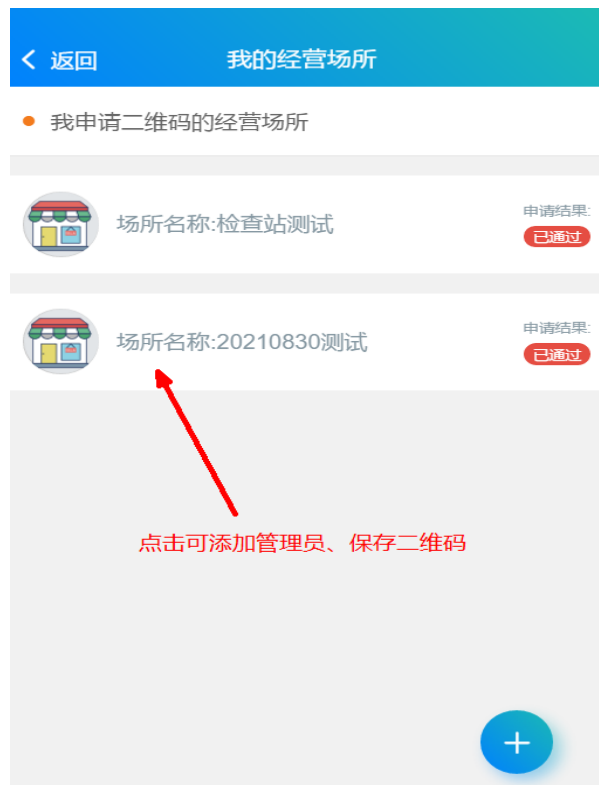 返回
我的经营场所
我申请二维码的经营场所
场所名称:检查站测试
申请结果:
已通过
场所名称:20210830测试
申请结果:
已通过
点击可添加管理员、保存二维码